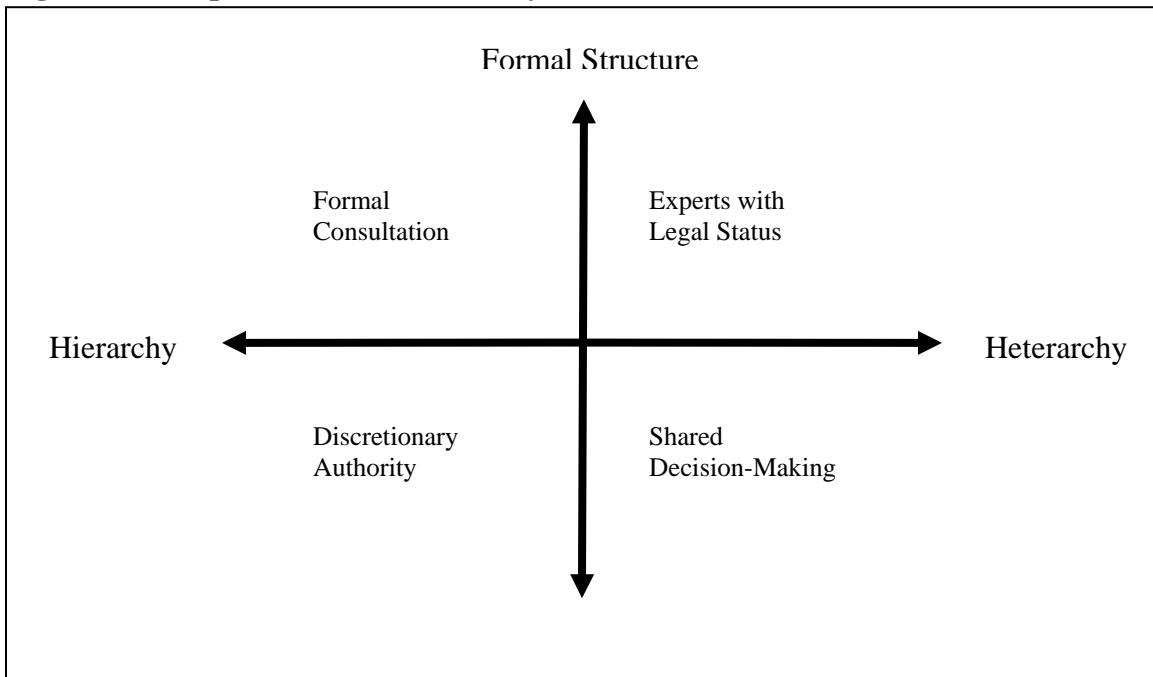 Formal Structure
Formal
Consultation
Experts with
Legal Status
Hierarchy
Heterarchy
Discretionary
Authority
Shared
Decision-Making